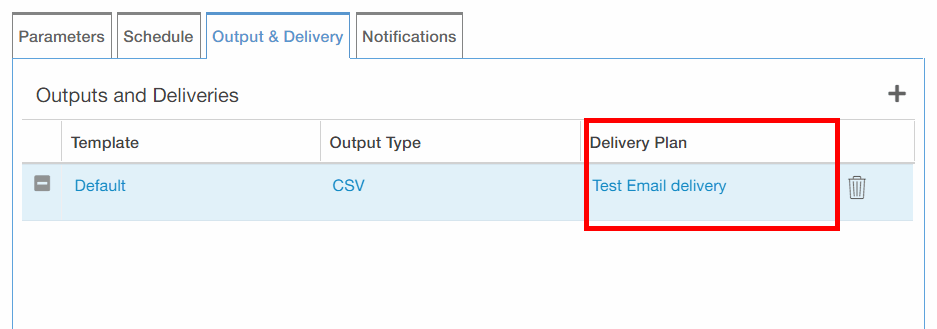 Parameters Schedule Output & Delivery Notifications
Outputs and Deliveries
Template Output Type Delivery Plan
Default CSV Test Email delivery